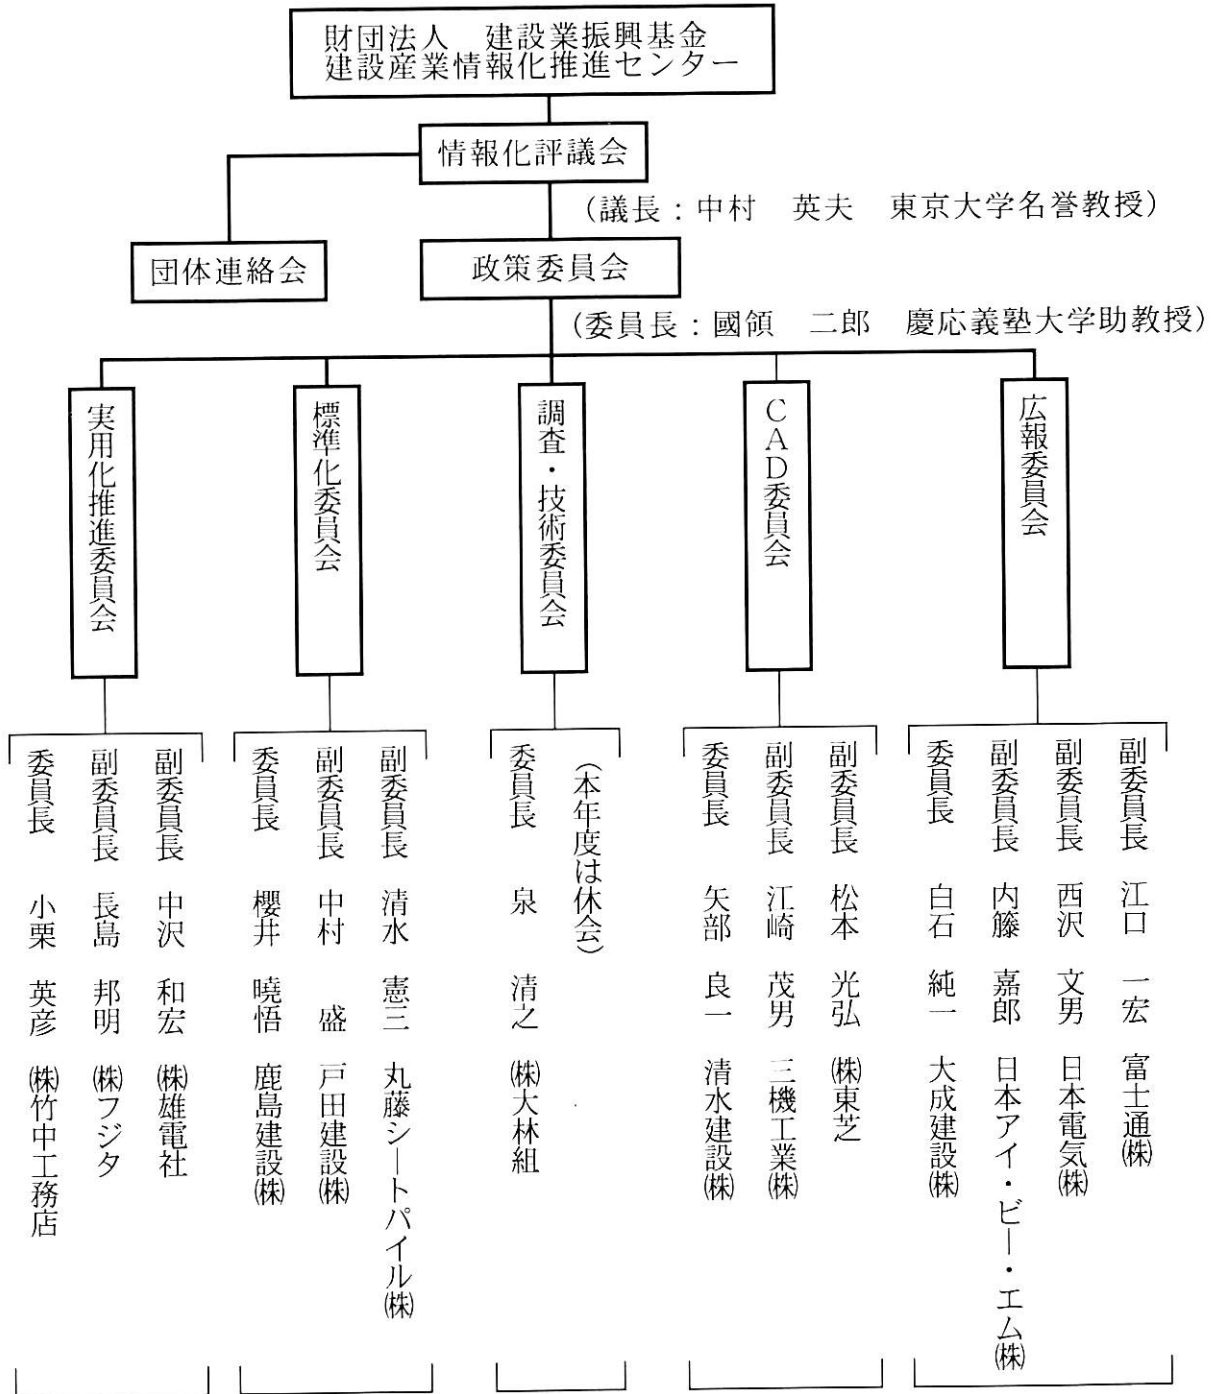 財団法人　建設業振興基金
建設産業情報化推進センター
情報化評議会
（議長：中村　英夫　東京大学名誉教授）
団体連絡会
政策委員会
（委員長：國領　二郎　慶応義塾大学助教授）
実用化推進委員会
標準化委員会
調査・技術委員会
CAD委員会
広報委員会
委員長　小栗　英彦　㈱竹中工務店
副委員長　長島　邦明　㈱フジタ
副委員長　中沢　和宏　㈱雄電社
委員長　櫻井　暁悟　鹿島建設㈱
副委員長　中村　盛　戸田建設㈱
副委員長　清水　憲三　丸藤シートパイル㈱
委員長　泉　清之　㈱大林組
（本年度は休会）
委員長　矢部　良一　清水建設㈱
副委員長　江崎　茂男　三機工業㈱
副委員長　松本　光弘　㈱東芝
委員長　白石　純一　大成建設㈱
副委員長　内藤　嘉郎　日本アイ・ビー・エム㈱
副委員長　西沢　文男　日本電気㈱
副委員長　江口　一宏　富士通㈱